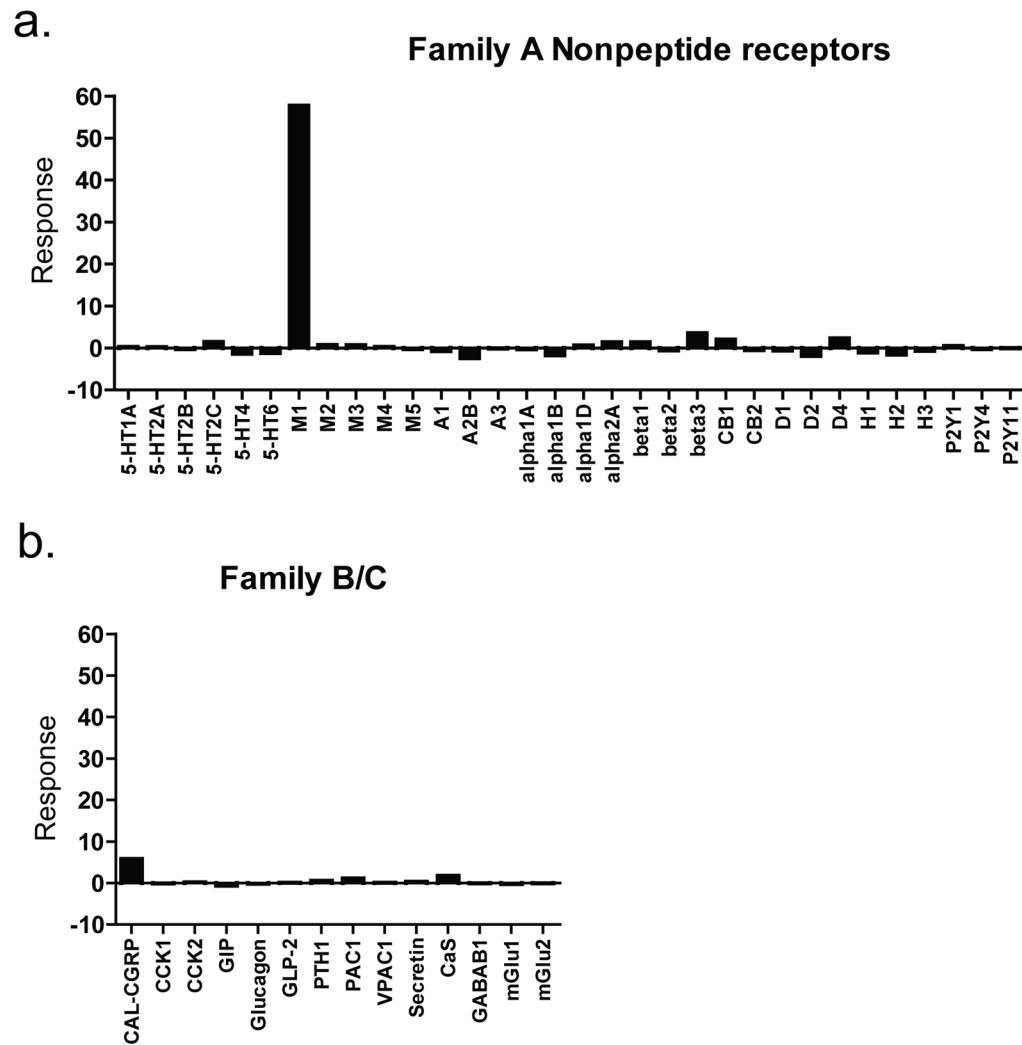 a.
Family A Nonpeptide receptors
Response
60
50
40
30
20
10
0
-10
5-HT1A
5-HT2A
5-HT2B
5-HT2C
5-HT4
5-HT6
M1
M2
M3
M4
M5
A1
A2B
A3
alpha1A
alpha1B
alpha1D
alpha2A
beta1
beta2
beta3
CB1
CB2
D1
D2
D4
H1
H2
H3
P2Y1
P2Y4
P2Y11
b.
Family B/C
Response
60
50
40
30
20
10
0
-10
CAL-CGRP
CCK1
CCK2
GIP
Glucagon
GLP-2
PTH1
PAC1
VPAC1
Secretin
CaS
GABAB1
mGlu1
mGlu2